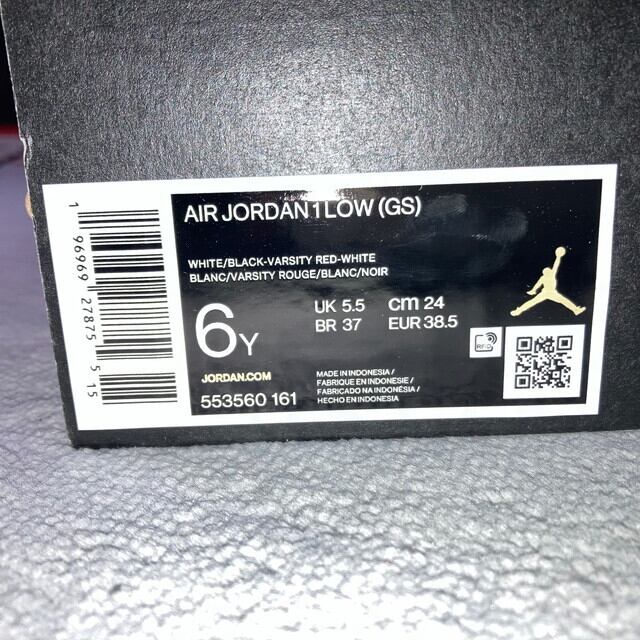 AIR JORDAN 1 LOW (GS)
WHITE/BLACK-VARSITY RED-WHITE
BLANC/VARSITY ROUGE/BLANC/NOIR
6Y
UK 5.5 cm 24
BR 37 EUR 38.5
JORDAN.COM
553560 161
MADE IN INDONESIA /
FABRIQUE EN INDONESIE /
FABRICADO NA INDONÉSIA /
HECHO EN INDONESIA
RFID
1 96969 27875 5 15